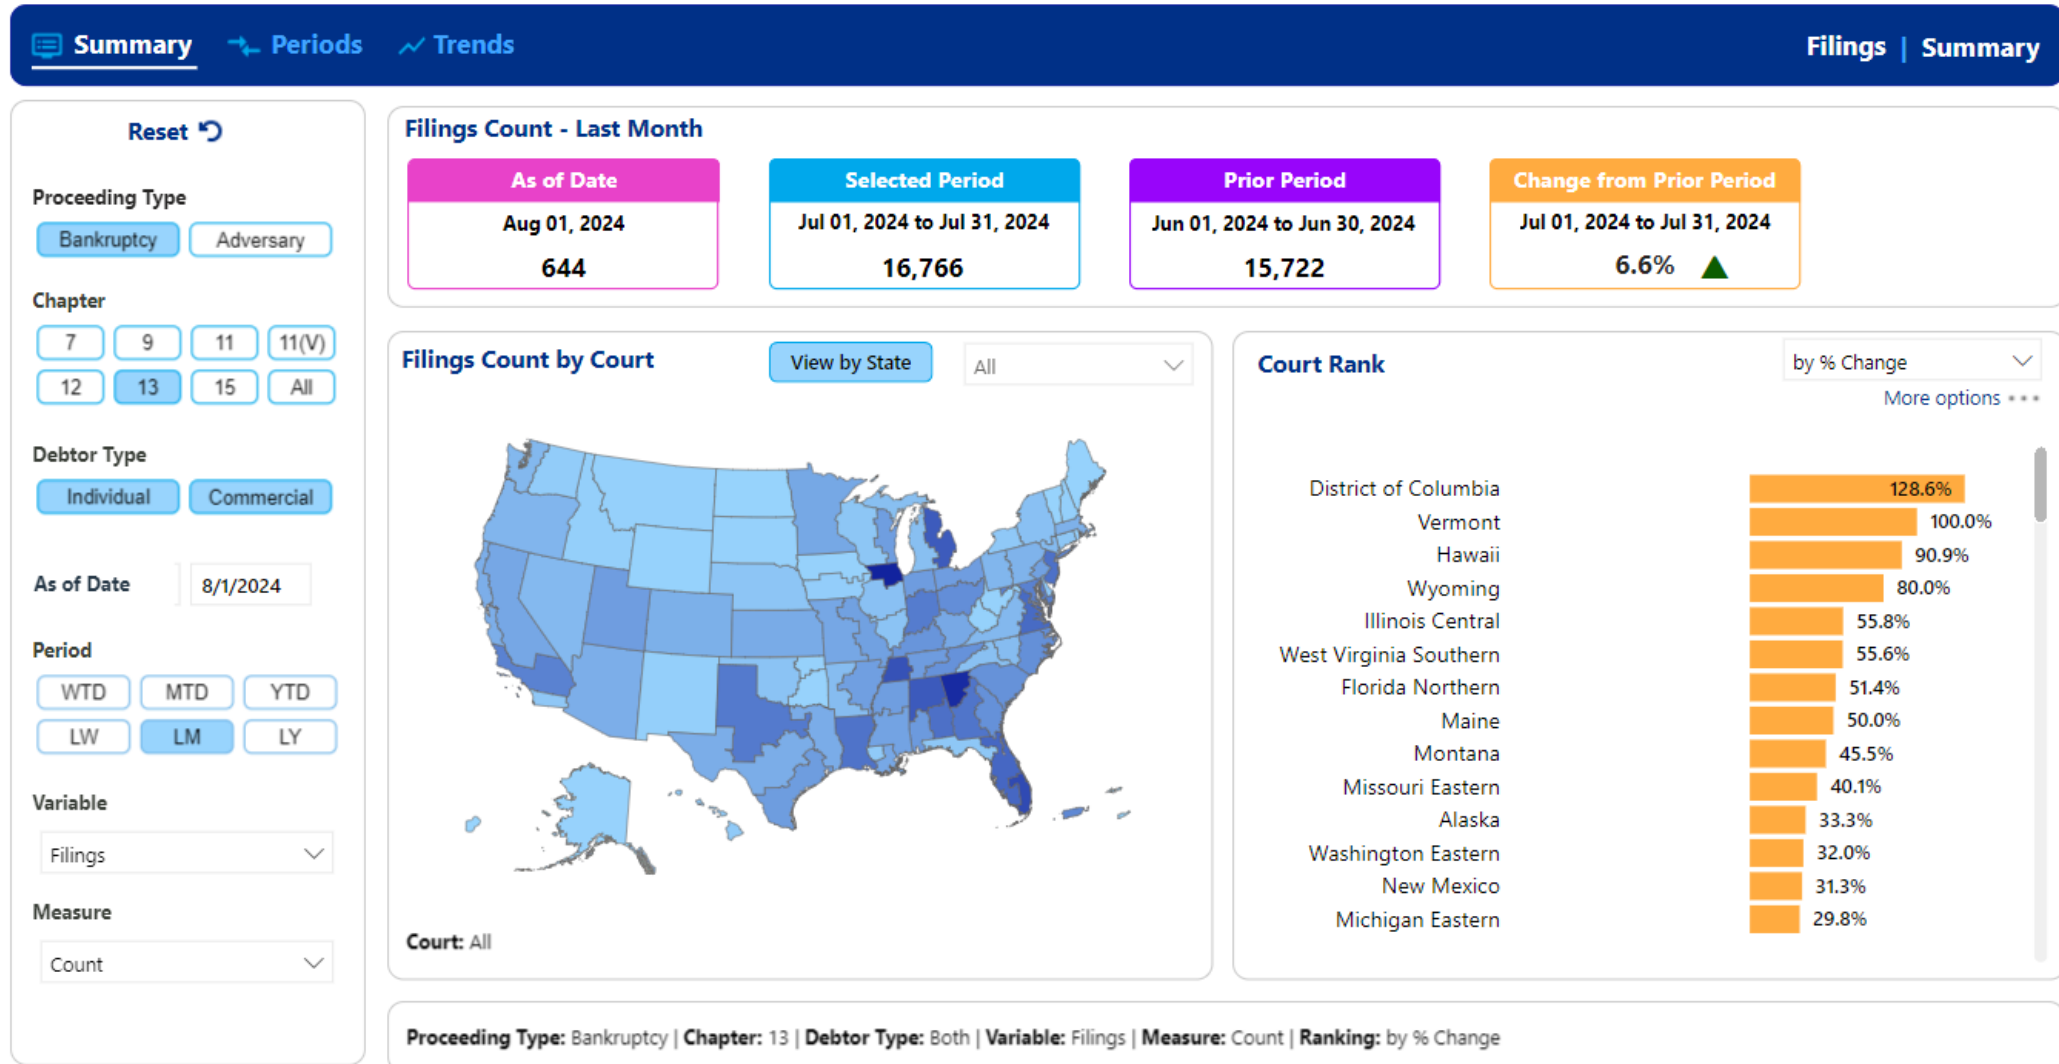 Summary Periods Trends
Filings | Summary
Reset
Proceeding Type
Bankruptcy Adversary
Chapter
7 9 11 11(V)
12 13 15 All
Debtor Type
Individual Commercial
As of Date 8/1/2024
Period
WTD MTD YTD
LW LM LY
Variable
Filings
Measure
Count
Filings Count - Last Month
As of Date
Aug 01, 2024
644
Selected Period
Jul 01, 2024 to Jul 31, 2024
16,766
Prior Period
Jun 01, 2024 to Jun 30, 2024
15,722
Change from Prior Period
Jul 01, 2024 to Jul 31, 2024
6.6%
Filings Count by Court
View by State
All
Court: All
Court Rank
by % Change
More options
District of Columbia 128.6%
Vermont 100.0%
Hawaii 90.9%
Wyoming 80.0%
Illinois Central 55.8%
West Virginia Southern 55.6%
Florida Northern 51.4%
Maine 50.0%
Montana 45.5%
Missouri Eastern 40.1%
Alaska 33.3%
Washington Eastern 32.0%
New Mexico 31.3%
Michigan Eastern 29.8%
Proceeding Type: Bankruptcy | Chapter: 13 | Debtor Type: Both | Variable: Filings | Measure: Count | Ranking: by % Change